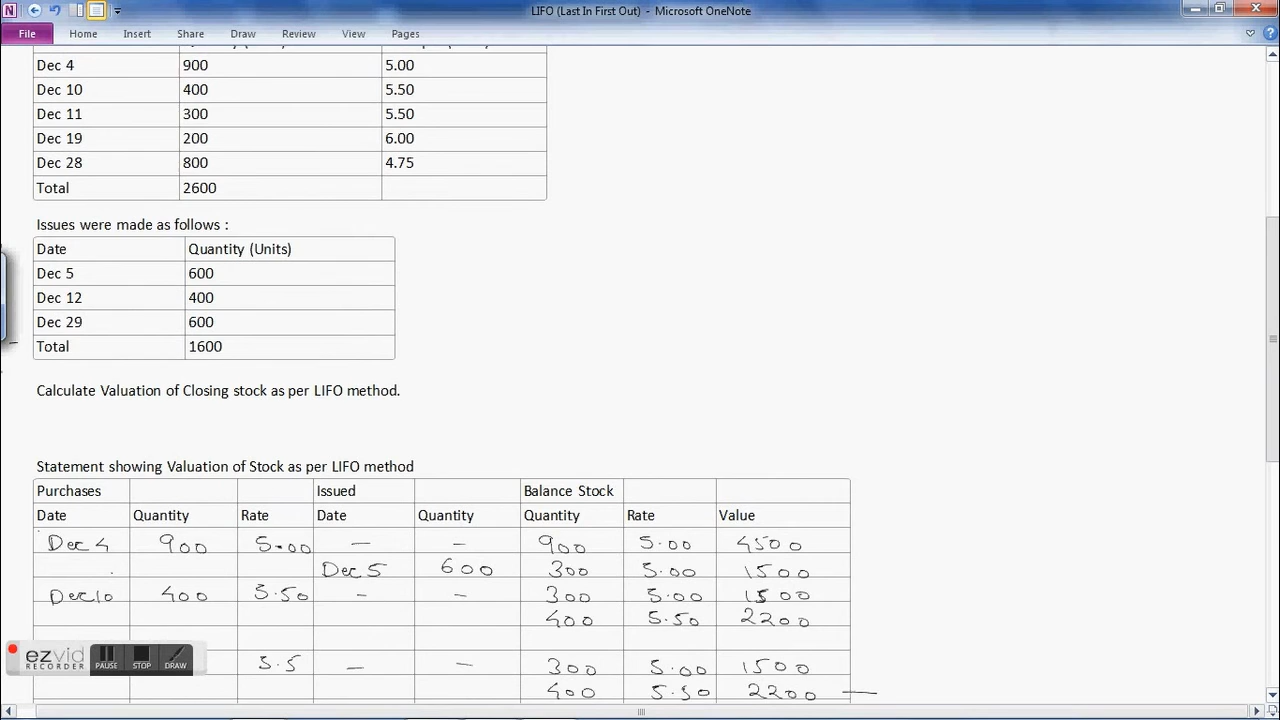 LIFO (Last In First Out) - Microsoft OneNote
File Home Insert Share Draw Review View Pages
Dec 4 900 5.00
Dec 10 400 5.50
Dec 11 300 5.50
Dec 19 200 6.00
Dec 28 800 4.75
Total 2600
Issues were made as follows :
Date Quantity (Units)
Dec 5 600
Dec 12 400
Dec 29 600
Total 1600
Calculate Valuation of Closing stock as per LIFO method.
Statement showing Valuation of Stock as per LIFO method
Purchases Issued Balance Stock
Date Quantity Rate Date Quantity Quantity Rate Value
Dec 4 900 5.00 — — 900 5.00 4500
Dec 5 600 300 5.00 1500
Dec 10 400 5.50 — — 300 5.00 1500
400 5.50 2200
5.5 — — 300 5.00 1500
400 5.50 2200 —
ezvid
RECORDER PAUSE STOP DRAW